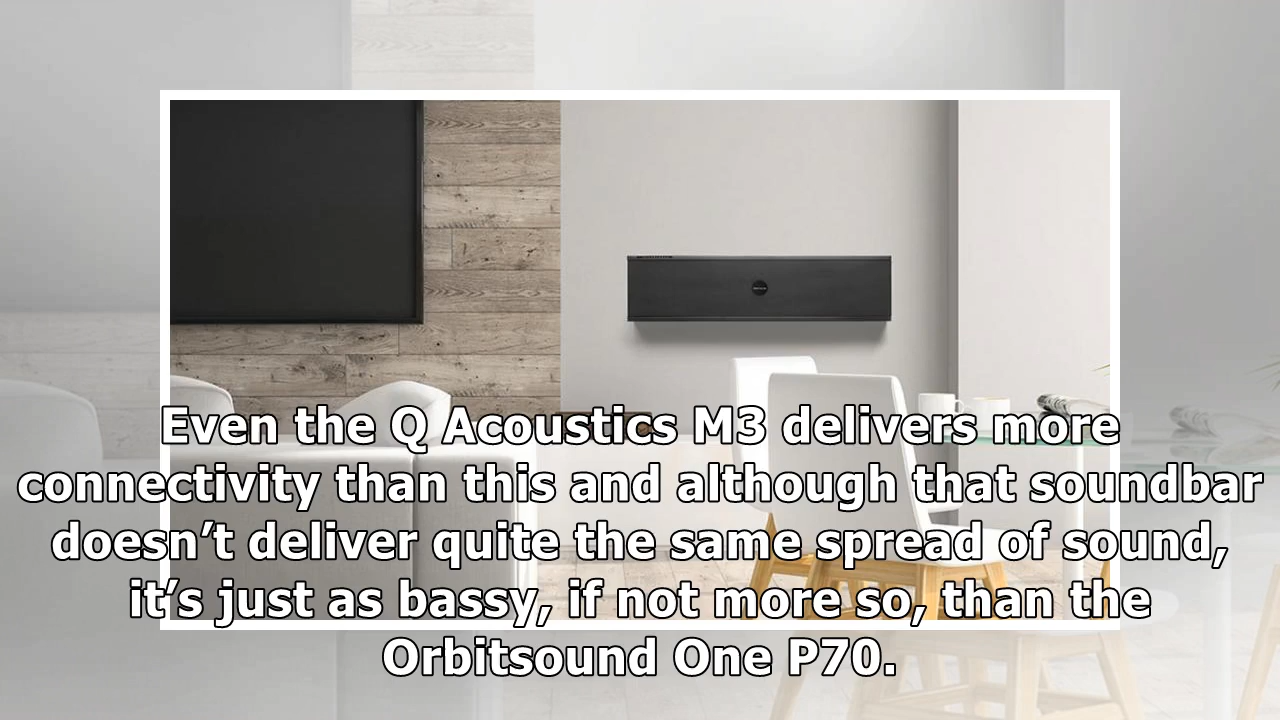 Even the Q Acoustics M3 delivers more
connectivity than this and although that soundbar
doesn’t deliver quite the same spread of sound,
it’s just as bassy, if not more so, than the
Orbitsound One P70.